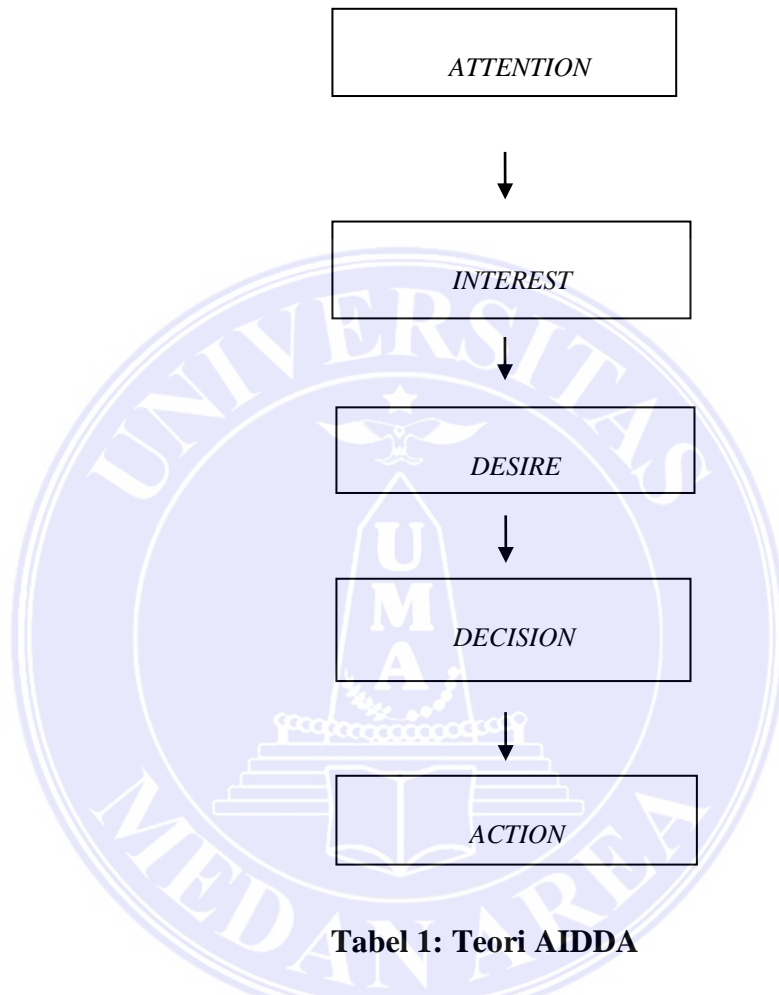 ATTENTION
INTEREST
UNIVERSITAS
DESIRE
U
M
A
DECISION
ACTION
MEDAN AREA
Tabel 1: Teori AIDDA